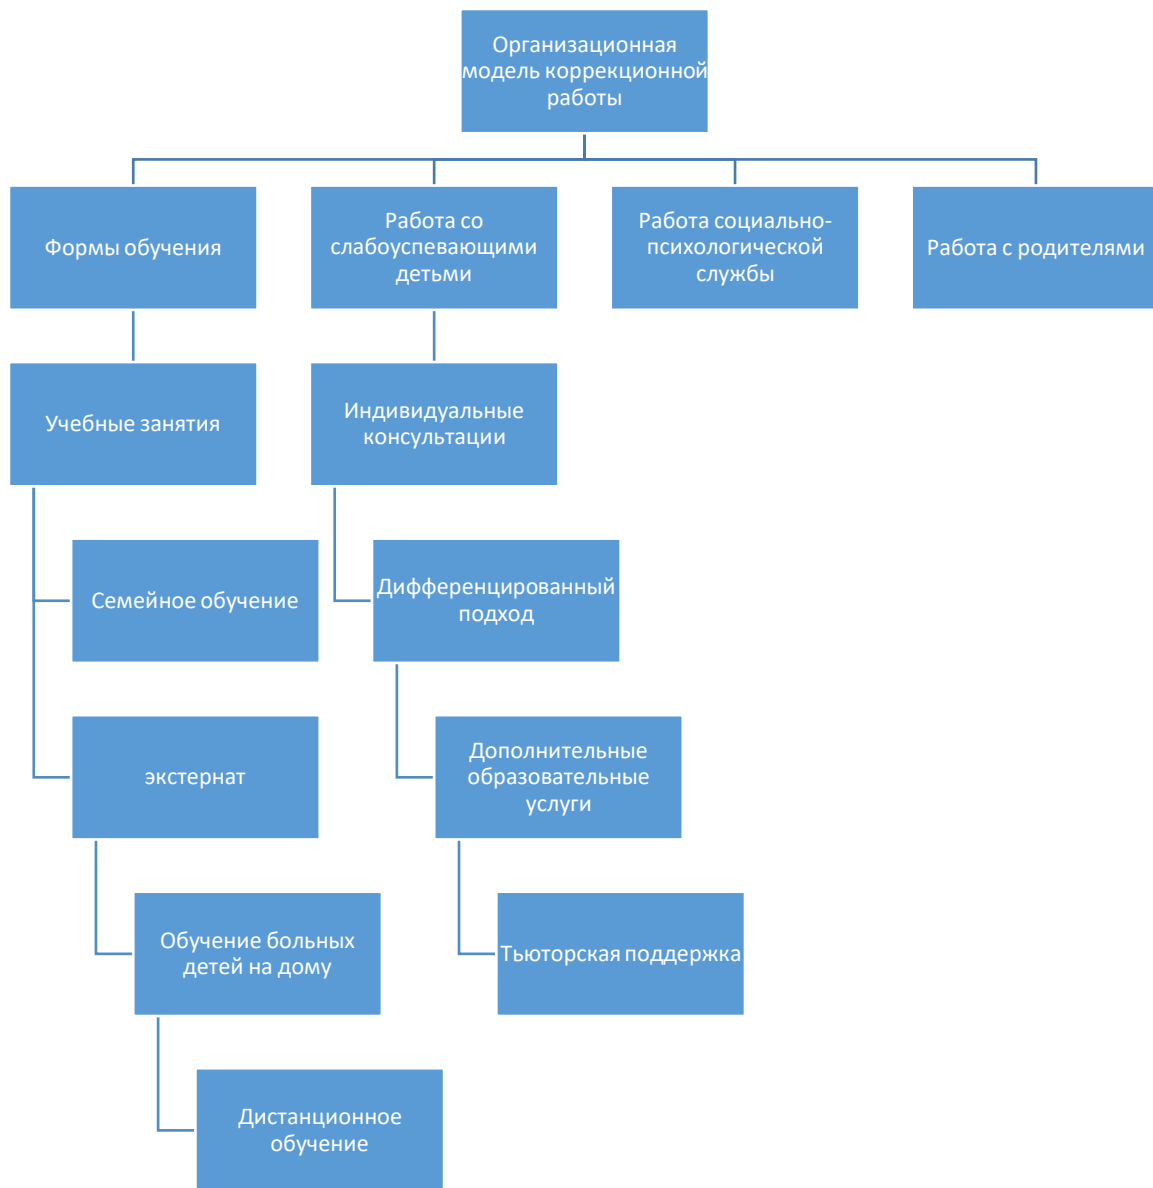 Организационная
модель коррекционной
работы
Формы обучения
Работа со
слабоуспевающими
детьми
Работа социально-
психологической
службы
Работа с родителями
Учебные занятия
Индивидуальные
консультации
Семейное обучение
Дифференцированный
подход
экстернат
Дополнительные
образовательные
услуги
Обучение больных
детей на дому
Тьюторская поддержка
Дистанционное
обучение